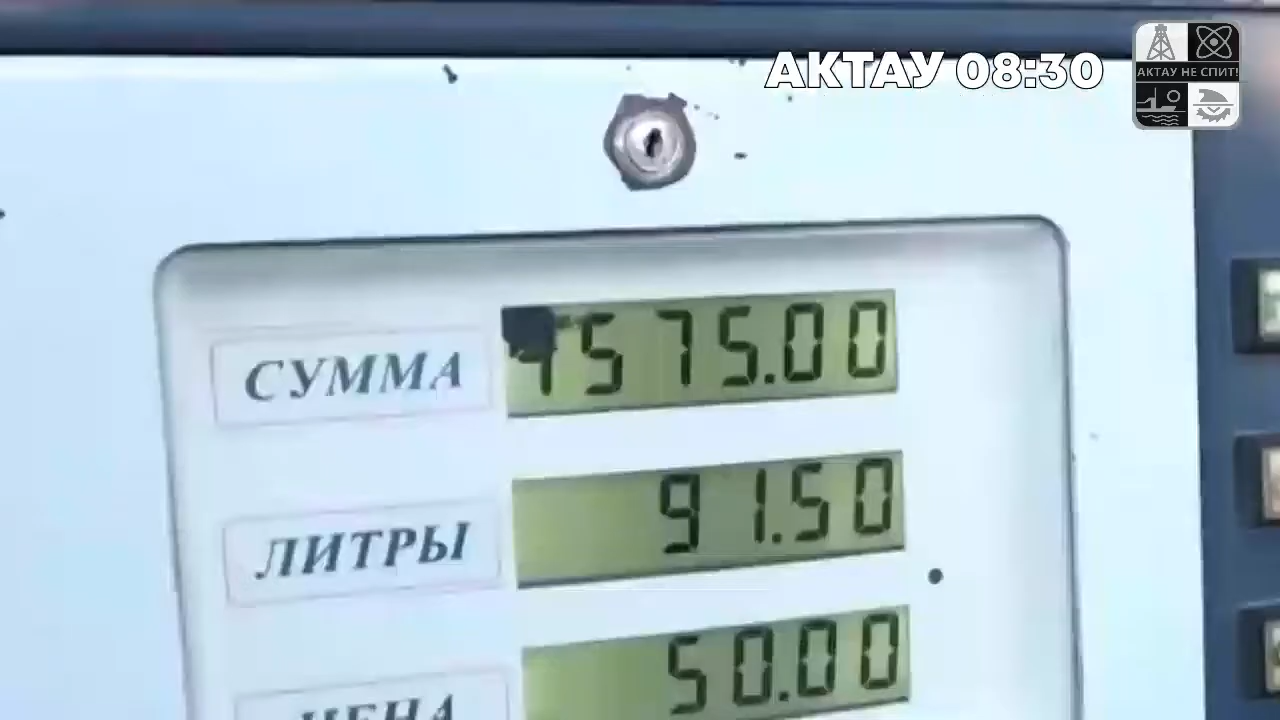 АКТАУ 08:30
АКТАУ НЕ СПИТ!
СУММА 4575.00
ЛИТРЫ 91.50
ЦЕНА 50.00